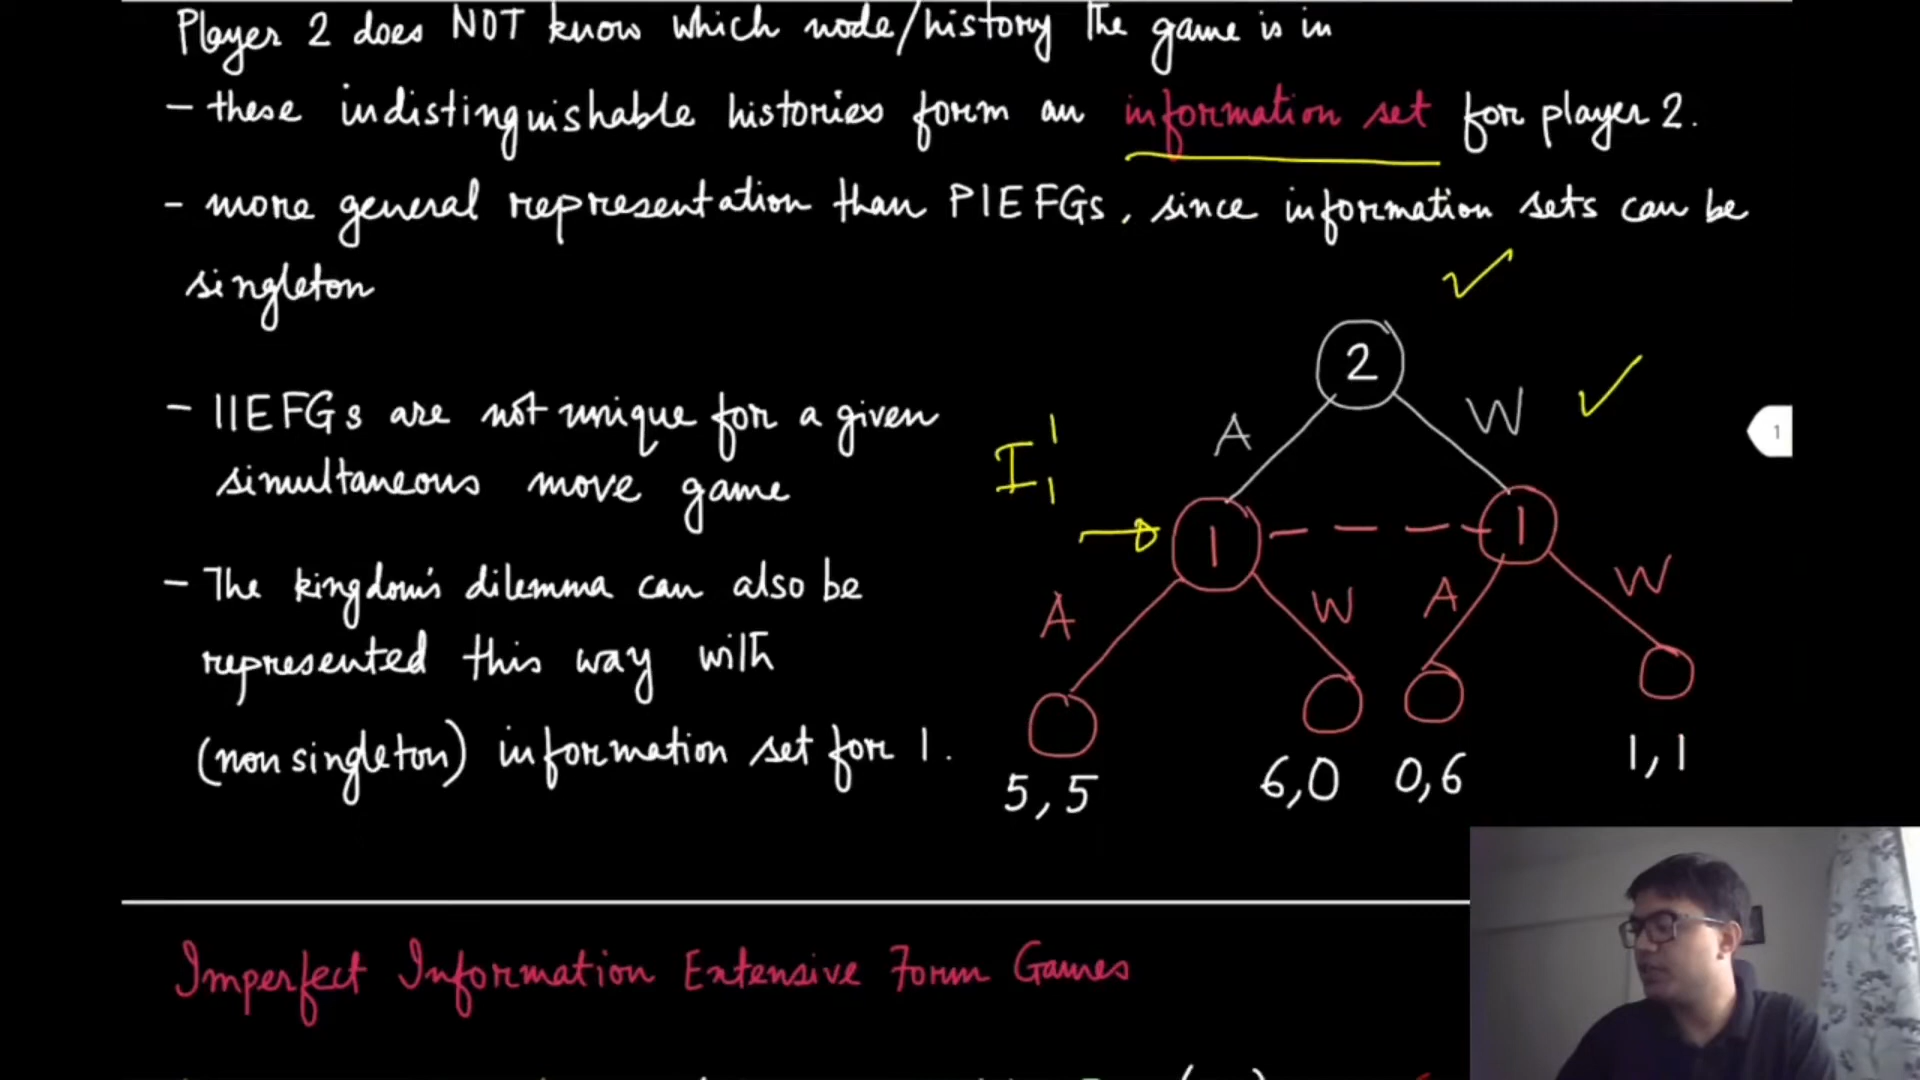 Player 2 does NOT know which node/history the game is in
- these indistinguishable histories form an information set for player 2.
- more general representation than PIEFGs, since information sets can be
singleton
- IIEFGs are not unique for a given
simultaneous move game
- The kingdom's dilemma can also be
represented this way with
(non singleton) information set for 1.
2
A W
I 1 1
1 1
A W A W
5, 5 6,0 0,6 1,1
1
Imperfect Information Extensive Form Games